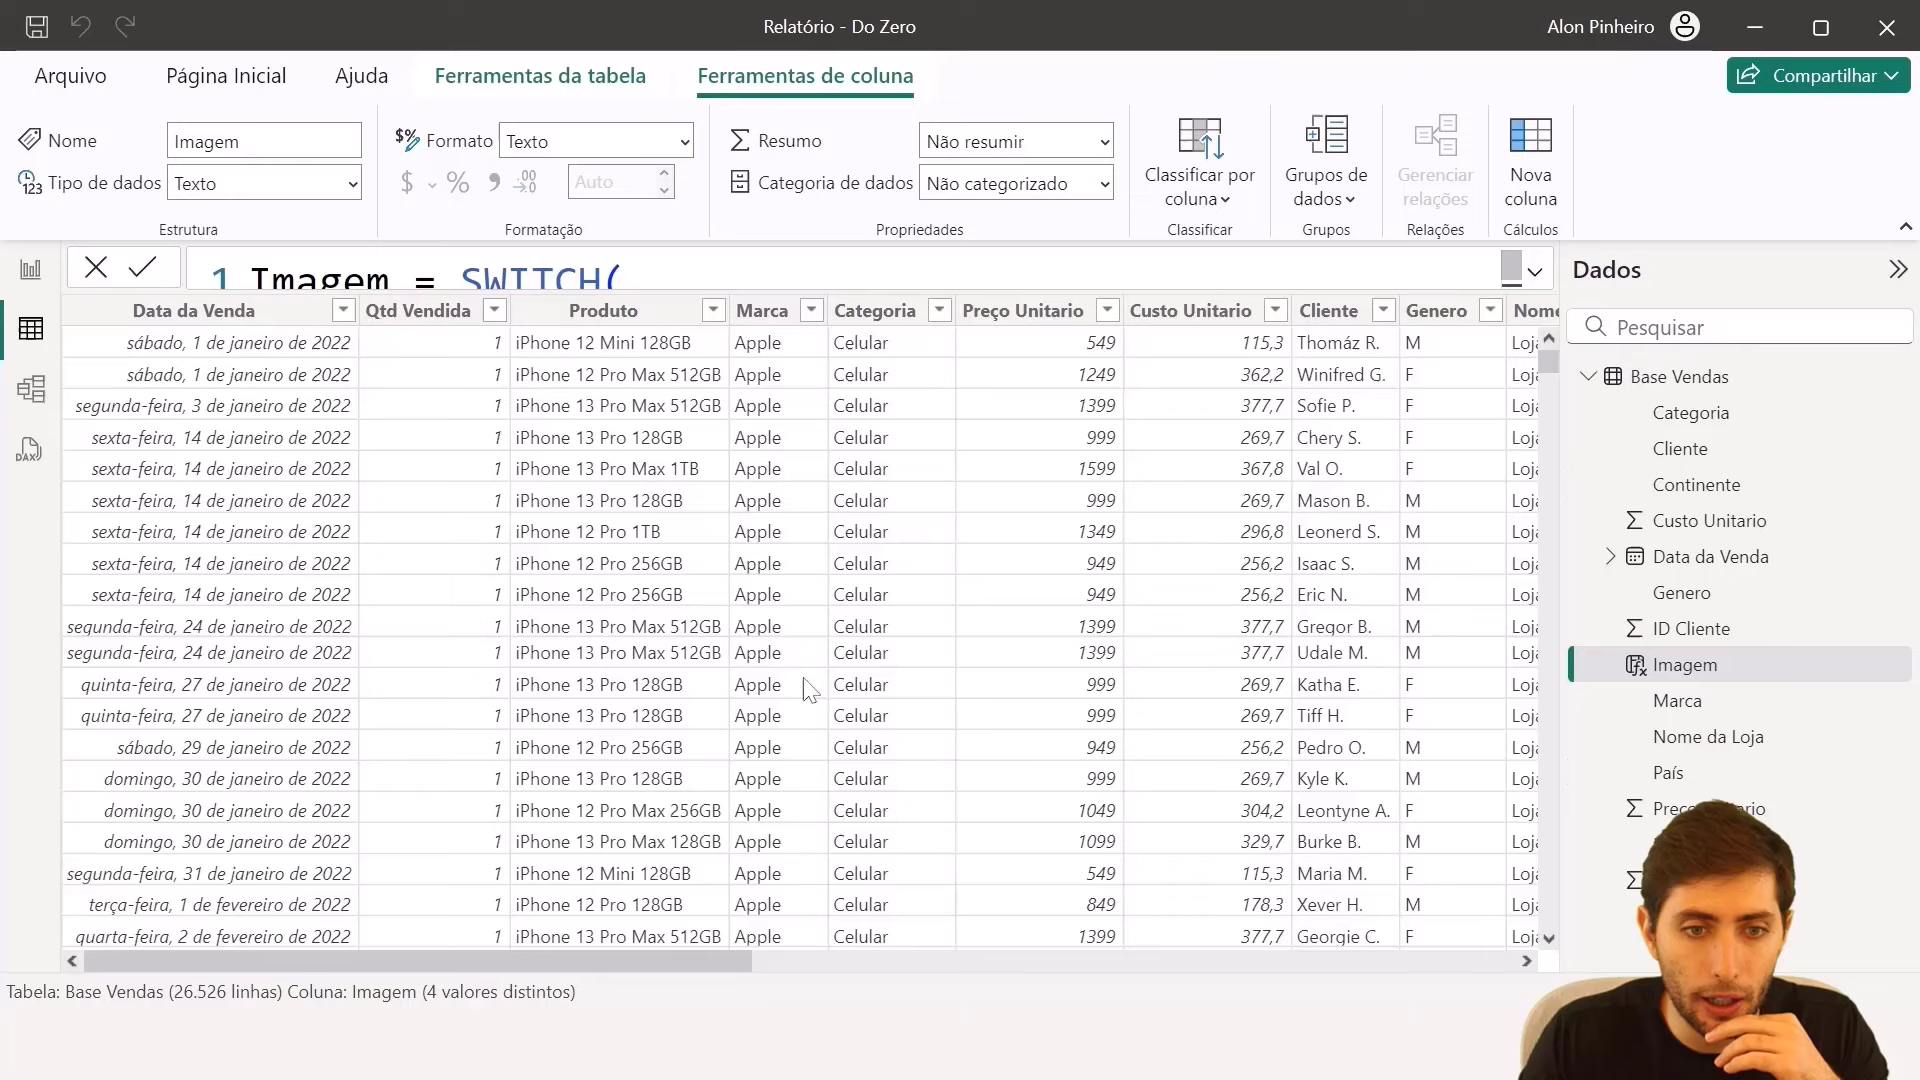 Relatório - Do Zero
Alon Pinheiro
Arquivo
Página Inicial
Ajuda
Ferramentas da tabela
Ferramentas de coluna
Compartilhar
Nome
Imagem
Tipo de dados
Texto
Estrutura
Formato
Texto
Auto
Formatação
Resumo
Não resumir
Categoria de dados
Não categorizado
Propriedades
Classificar por
coluna
Classificar
Grupos de
dados
Grupos
Gerenciar
relações
Relações
Nova
coluna
Cálculos
1 Imagem = SWITCH(
Data da Venda Qtd Vendida Produto Marca Categoria Preço Unitario Custo Unitario Cliente Genero Nome
sábado, 1 de janeiro de 2022 1 iPhone 12 Mini 128GB Apple Celular 549 115,3 Thomáz R. M Loja
sábado, 1 de janeiro de 2022 1 iPhone 12 Pro Max 512GB Apple Celular 1249 362,2 Winifred G. F Loja
segunda-feira, 3 de janeiro de 2022 1 iPhone 13 Pro Max 512GB Apple Celular 1399 377,7 Sofie P. F Loja
sexta-feira, 14 de janeiro de 2022 1 iPhone 13 Pro 128GB Apple Celular 999 269,7 Chery S. F Loja
sexta-feira, 14 de janeiro de 2022 1 iPhone 13 Pro Max 1TB Apple Celular 1599 367,8 Val O. F Loja
sexta-feira, 14 de janeiro de 2022 1 iPhone 13 Pro 128GB Apple Celular 999 269,7 Mason B. M Loja
sexta-feira, 14 de janeiro de 2022 1 iPhone 12 Pro 1TB Apple Celular 1349 296,8 Leonerd S. M Loja
sexta-feira, 14 de janeiro de 2022 1 iPhone 12 Pro 256GB Apple Celular 949 256,2 Isaac S. M Loja
sexta-feira, 14 de janeiro de 2022 1 iPhone 12 Pro 256GB Apple Celular 949 256,2 Eric N. M Loja
segunda-feira, 24 de janeiro de 2022 1 iPhone 13 Pro Max 512GB Apple Celular 1399 377,7 Gregor B. M Loja
segunda-feira, 24 de janeiro de 2022 1 iPhone 13 Pro Max 512GB Apple Celular 1399 377,7 Udale M. M Loja
quinta-feira, 27 de janeiro de 2022 1 iPhone 13 Pro 128GB Apple Celular 999 269,7 Katha E. F Loja
quinta-feira, 27 de janeiro de 2022 1 iPhone 13 Pro 128GB Apple Celular 999 269,7 Tiff H. F Loja
sábado, 29 de janeiro de 2022 1 iPhone 12 Pro 256GB Apple Celular 949 256,2 Pedro O. M Loja
domingo, 30 de janeiro de 2022 1 iPhone 13 Pro 128GB Apple Celular 999 269,7 Kyle K. M Loja
domingo, 30 de janeiro de 2022 1 iPhone 12 Pro Max 256GB Apple Celular 1049 304,2 Leontyne A. F Loja
domingo, 30 de janeiro de 2022 1 iPhone 13 Pro Max 128GB Apple Celular 1099 329,7 Burke B. M Loja
segunda-feira, 31 de janeiro de 2022 1 iPhone 12 Mini 128GB Apple Celular 549 115,3 Maria M. F Loja
terça-feira, 1 de fevereiro de 2022 1 iPhone 12 Pro 128GB Apple Celular 849 178,3 Xever H. M Loja
quarta-feira, 2 de fevereiro de 2022 1 iPhone 13 Pro Max 512GB Apple Celular 1399 377,7 Georgie C. F Loja
Tabela: Base Vendas (26.526 linhas) Coluna: Imagem (4 valores distintos)
Dados
Pesquisar
Base Vendas
Categoria
Cliente
Continente
Custo Unitario
Data da Venda
Genero
ID Cliente
Imagem
Marca
Nome da Loja
País